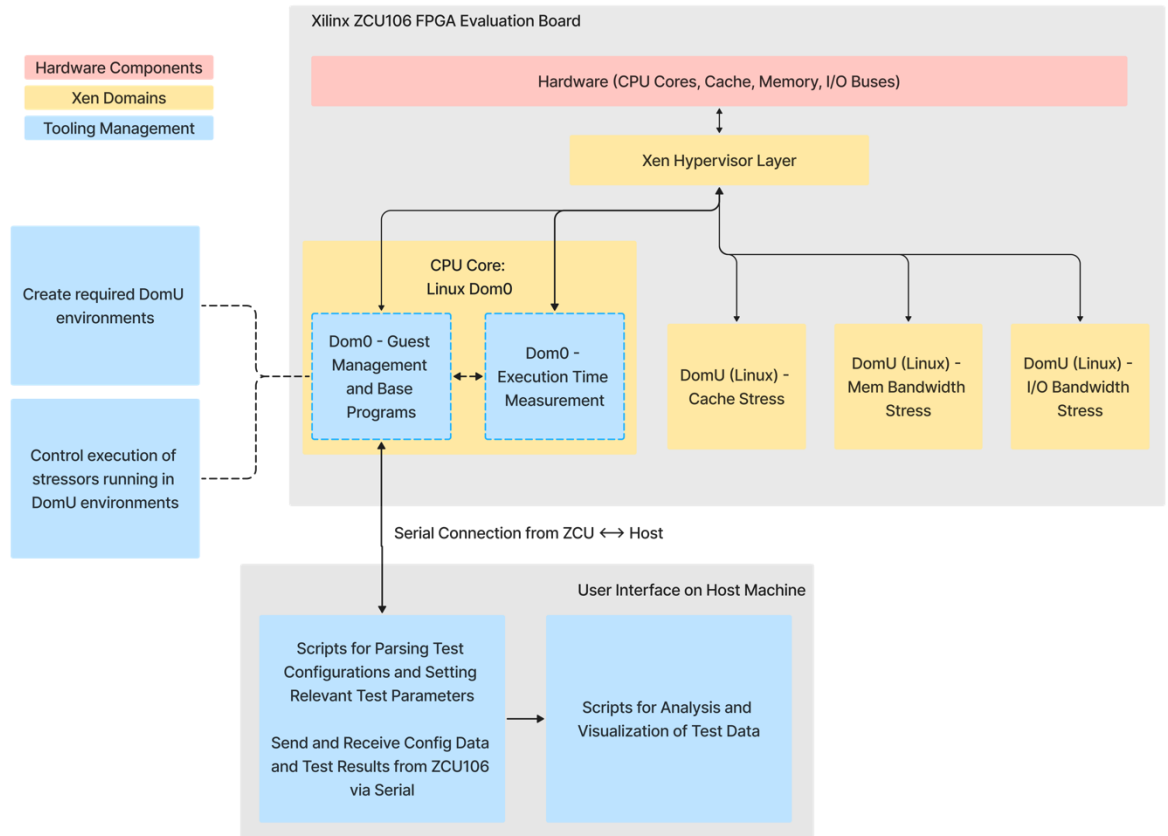 Xilinx ZCU106 FPGA Evaluation Board
Hardware Components
Xen Domains
Tooling Management
Hardware (CPU Cores, Cache, Memory, I/O Buses)
Xen Hypervisor Layer
Create required DomU
environments
Control execution of
stressors running in
DomU environments
CPU Core:
Linux Dom0
Dom0 - Guest
Management
and Base
Programs
Dom0 -
Execution Time
Measurement
DomU (Linux) -
Cache Stress
DomU (Linux) -
Mem Bandwidth
Stress
DomU (Linux) -
I/O Bandwidth
Stress
Serial Connection from ZCU ⟷ Host
User Interface on Host Machine
Scripts for Parsing Test
Configurations and Setting
Relevant Test Parameters
Send and Receive Config Data
and Test Results from ZCU106
via Serial
Scripts for Analysis and
Visualization of Test Data